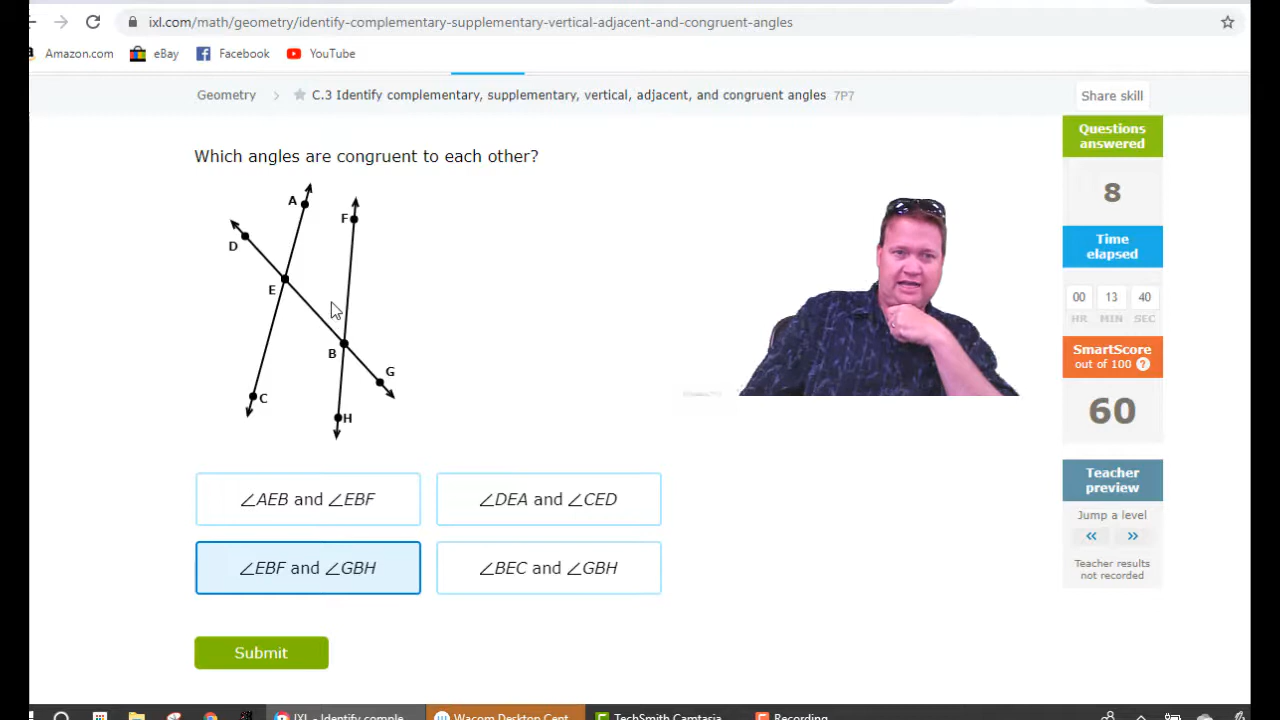 ixl.com/math/geometry/identify-complementary-supplementary-vertical-adjacent-and-congruent-angles
Amazon.com eBay Facebook YouTube
Geometry > C.3 Identify complementary, supplementary, vertical, adjacent, and congruent angles 7P7
Share skill
Which angles are congruent to each other?
A
F
D
E
B
G
C
H
∠AEB and ∠EBF
∠DEA and ∠CED
∠EBF and ∠GBH
∠BEC and ∠GBH
Submit
Questions
answered
8
Time
elapsed
00 13 40
HR MIN SEC
SmartScore
out of 100 ?
60
Teacher
preview
Jump a level
« »
Teacher results
not recorded
IXL - Identify comple... Wacom Desktop Cent... TechSmith Camtasia Recording...